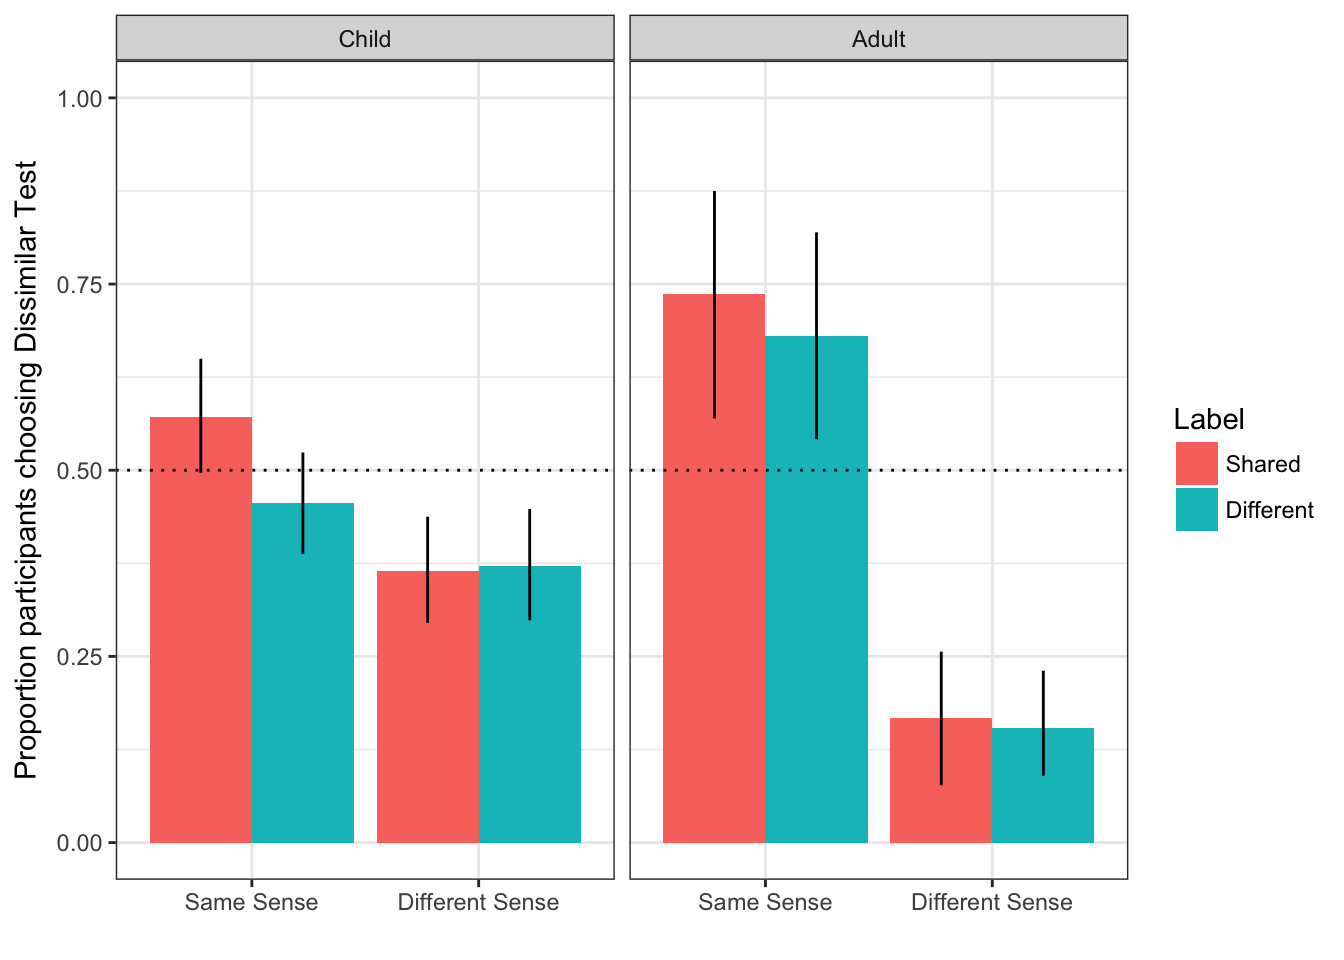 Child
Adult
Proportion participants choosing Dissimilar Test
1.00
0.75
0.50
0.25
0.00
Same Sense
Different Sense
Same Sense
Different Sense
Label
Shared
Different